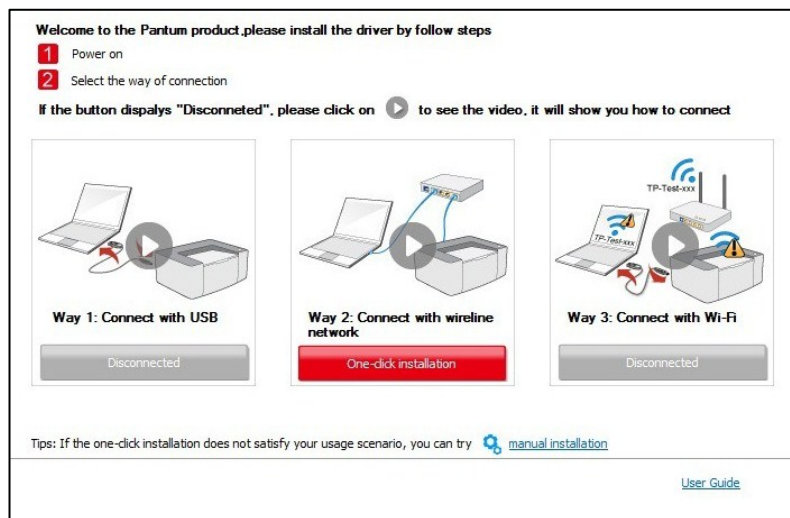 Welcome to the Pantum product,please install the driver by follow steps
1 Power on
2 Select the way of connection
If the button dispalys "Disconneted", please click on to see the video, it will show you how to connect
TP-Test-xxx
TP-Test-xxx
Way 1: Connect with USB
Way 2: Connect with wireline
network
Way 3: Connect with Wi-Fi
Disconnected
One-click installation
Disconnected
Tips: If the one-click installation does not satisfy your usage scenario, you can try manual installation
User Guide